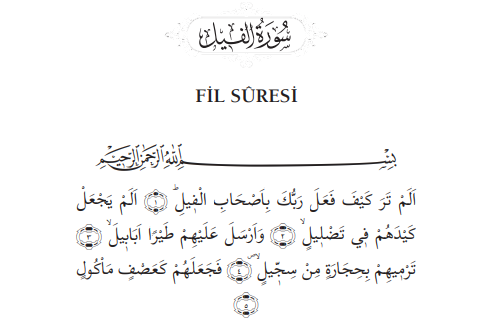 سُورَةُ الْفِيلِ
FİL SÛRESİ
بِسْمِ اللّٰهِ الرَّحْمٰنِ الرَّحِيمِ
اَلَمْ تَرَ كَيْفَ فَعَلَ رَبُّكَ بِاَصْحَابِ الْفٖيلِؕ ﴿١﴾ اَلَمْ يَجْعَلْ
كَيْدَهُمْ فٖي تَضْلٖيلٍۙ ﴿٢﴾ وَاَرْسَلَ عَلَيْهِمْ طَيْرًا اَبَابٖيلَۙ ﴿٣﴾
تَرْمٖيهِمْ بِحِجَارَةٍ مِنْ سِجّٖيلٍۙ ﴿٤﴾ فَجَعَلَهُمْ كَعَصْفٍ مَأْكُولٍ
﴿٥﴾